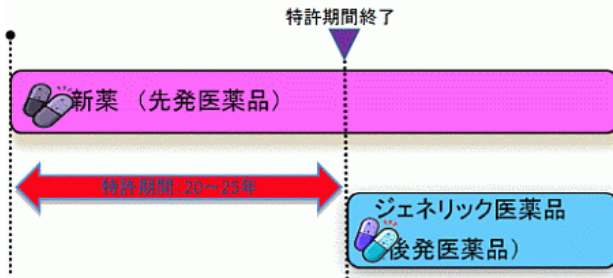 特許期間終了
新薬 （先発医薬品）
特許期間:20～25年
ジェネリック医薬品
後発医薬品）